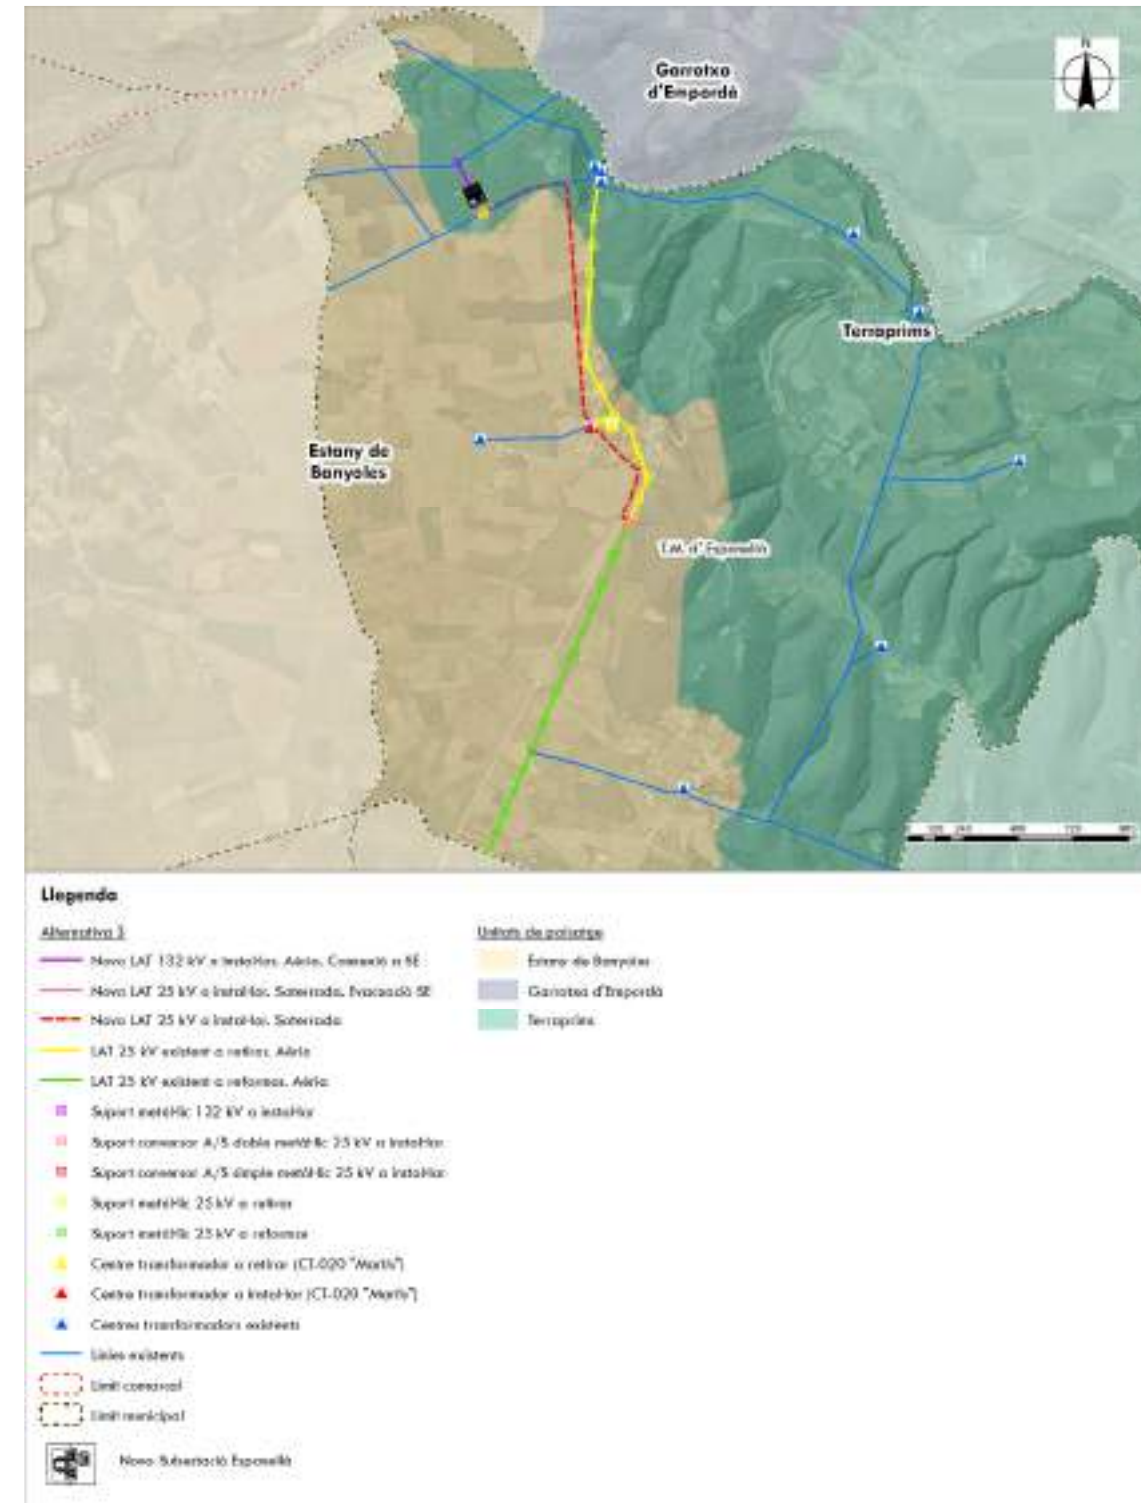 N
Garrotxa
d'Empordà
Terraprims
Estany de
Banyoles
T.M. d' Esponellà
Llegenda
Alternativa 3
Nova LAT 132 kV a instal·lar. Aèria. Connexió a SE
Nova LAT 25 kV a instal·lar. Soterrada. Evacuació SE
Nova LAT 25 kV a instal·lar. Soterrada
LAT 25 kV existent a retirar. Aèria
LAT 25 kV existent a reformar. Aèria
Suport metàl·lic 132 kV a instal·lar
Suport conversor A/S doble metàl·lic 25 kV a instal·lar
Suport conversor A/S simple metàl·lic 25 kV a instal·lar
Suport metàl·lic 25 kV a retirar
Suport metàl·lic 25 kV a reformar
Centre transformador a retirar (CT-020 "Martís")
Centre transformador a instal·lar (CT-020 "Martís")
Centres transformadors existents
Línies existents
Límit comarcal
Límit municipal
Nova Subestació Esponellà
Unitats de paisatge
Estany de Banyoles
Garrotxa d'Empordà
Terraprims